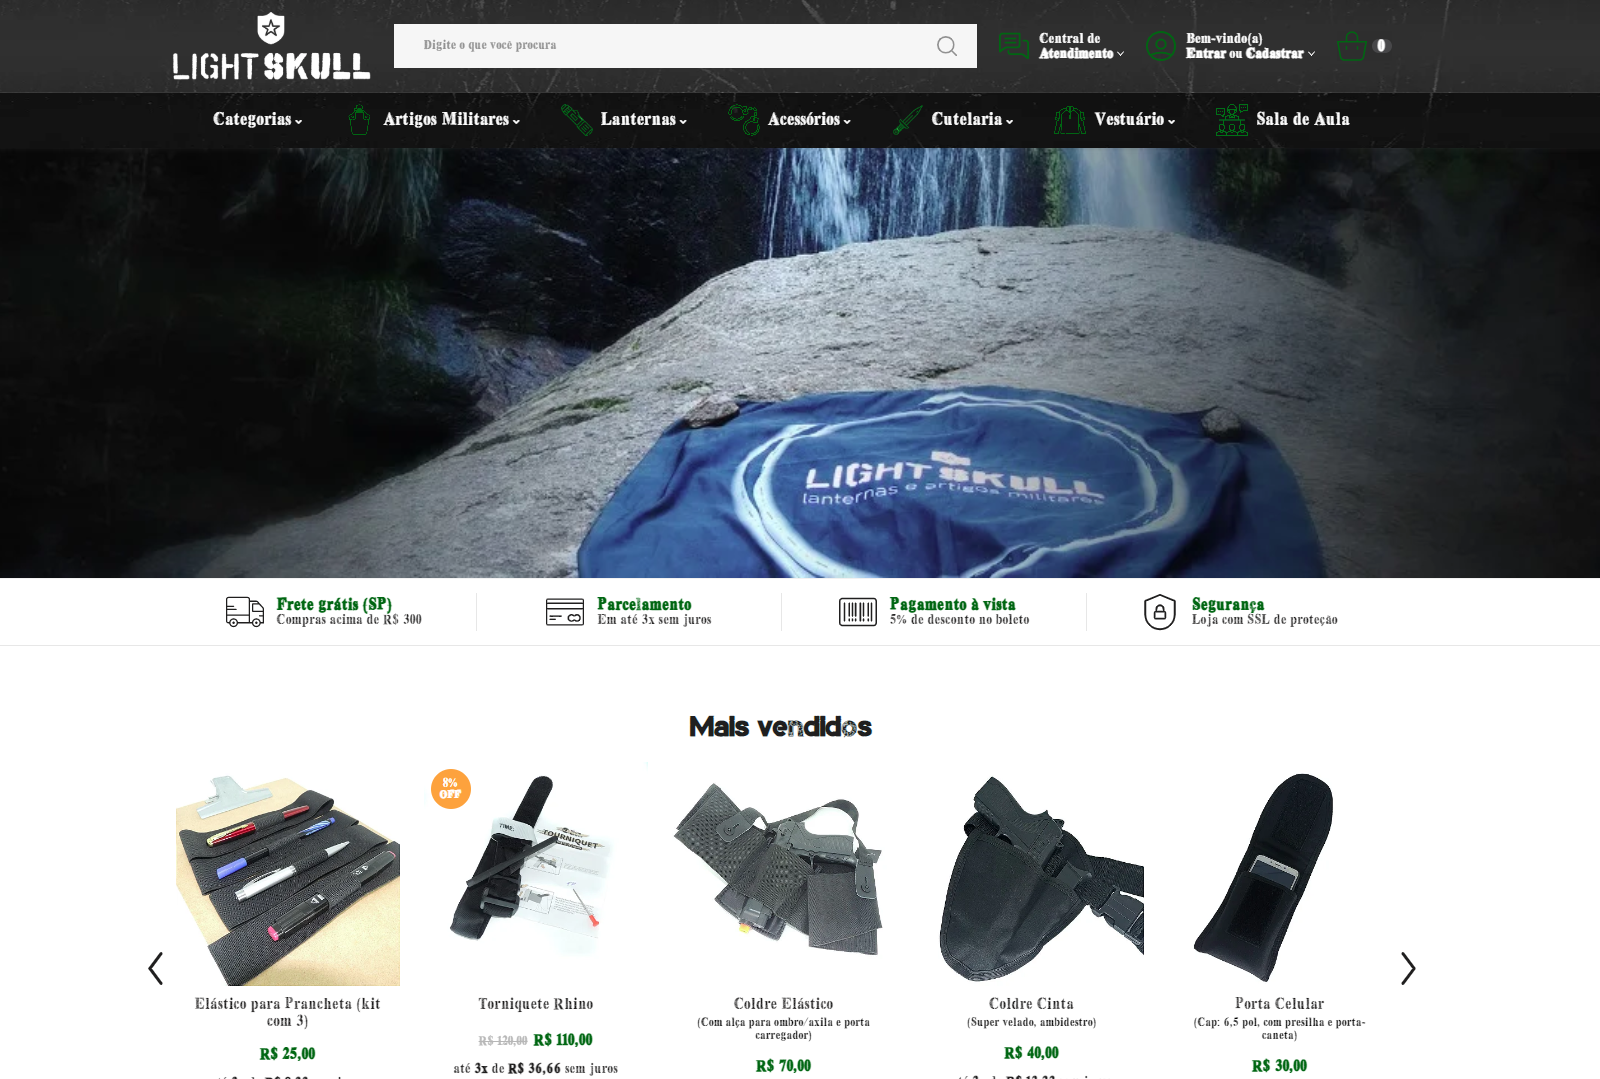 LIGHT SKULL
Digite o que você procura
Central de
Atendimento
Bem-vindo(a)
Entrar ou Cadastrar
0
Categorias
Artigos Militares
Lanternas
Acessórios
Cutelaria
Vestuário
Sala de Aula
LIGHT SKULL
lanternas e artigos militares
Frete grátis (SP)
Compras acima de R$ 300
Parcelamento
Em até 3x sem juros
Pagamento à vista
5% de desconto no boleto
Segurança
Loja com SSL de proteção
Mais vendidos
8%
OFF
TIME:
TOURNIQUET
Elástico para Prancheta (kit
com 3)
R$ 25,00
Torniquete Rhino
R$ 120,00 R$ 110,00
até 3x de R$ 36,66 sem juros
Coldre Elástico
(Com alça para ombro/axila e porta
carregador)
R$ 70,00
Coldre Cinta
(Super velado, ambidestro)
R$ 40,00
Porta Celular
(Cap: 6,5 pol, com presilha e porta-
caneta)
R$ 30,00